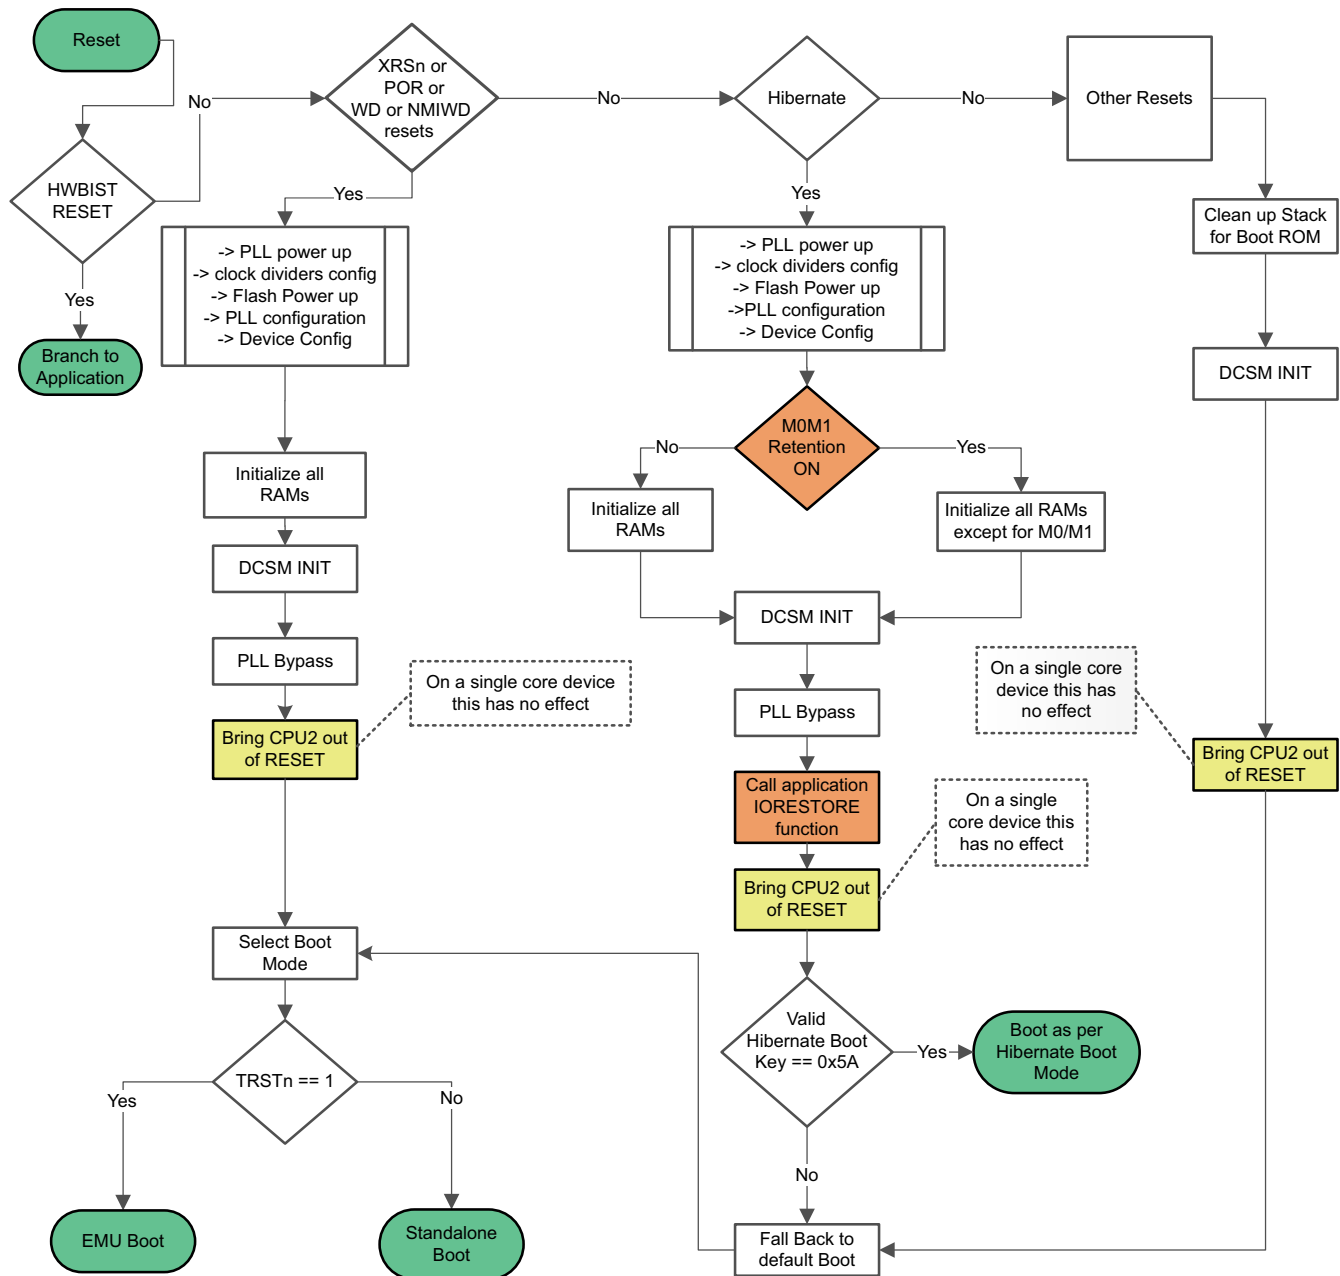 Reset
XRSn or
POR or
WD or NMIWD
resets
No
No
Hibernate
No
Other Resets
HWBIST
RESET
Yes
Yes
Clean up Stack
for Boot ROM
-> PLL power up
-> clock dividers config
-> Flash Power up
-> PLL configuration
-> Device Config
-> PLL power up
-> clock dividers config
-> Flash Power up
->PLL configuration
-> Device Config
Yes
Branch to
Application
DCSM INIT
M0M1
Retention
ON
No
Yes
Initialize all
RAMs
Initialize all
RAMs
Initialize all RAMs
except for M0/M1
DCSM INIT
DCSM INIT
PLL Bypass
On a single core device
this has no effect
On a single core
device this has
no effect
PLL Bypass
Bring CPU2 out
of RESET
Bring CPU2 out
of RESET
Call application
IORESTORE
function
On a single
core device this
has no effect
Bring CPU2 out
of RESET
Select Boot
Mode
Valid
Hibernate Boot
Key == 0x5A
Yes
Boot as per
Hibernate Boot
Mode
TRSTn == 1
Yes
No
No
EMU Boot
Standalone
Boot
Fall Back to
default Boot